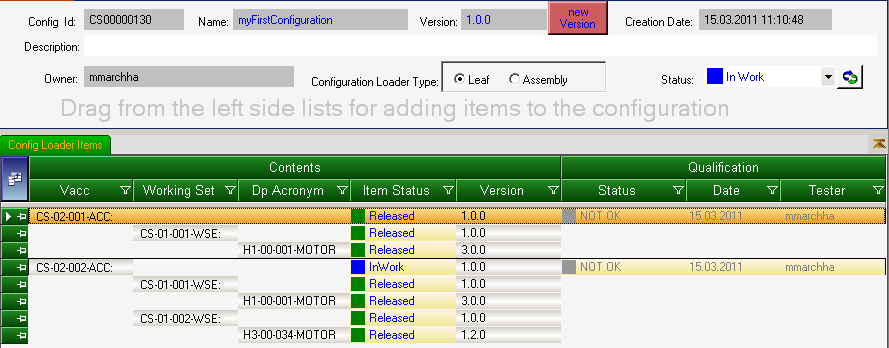 Config Id: CS00000130 Name: myFirstConfiguration Version: 1.0.0 new Version Creation Date: 15.03.2011 11:10:48
Description:
Owner: mmarchha Configuration Loader Type: Leaf Assembly Status: In Work
Drag from the left side lists for adding items to the configuration
Config Loader Items
Contents Qualification
Vacc Working Set Dp Acronym Item Status Version Status Date Tester
CS-02-001-ACC: Released 1.0.0 NOT OK 15.03.2011 mmarchha
CS-01-001-WSE: Released 1.0.0
H1-00-001-MOTOR Released 3.0.0
CS-02-002-ACC: InWork 1.0.0 NOT OK 15.03.2011 mmarchha
CS-01-001-WSE: Released 1.0.0
H1-00-001-MOTOR Released 3.0.0
CS-01-002-WSE: Released 1.0.0
H3-00-034-MOTOR Released 1.2.0